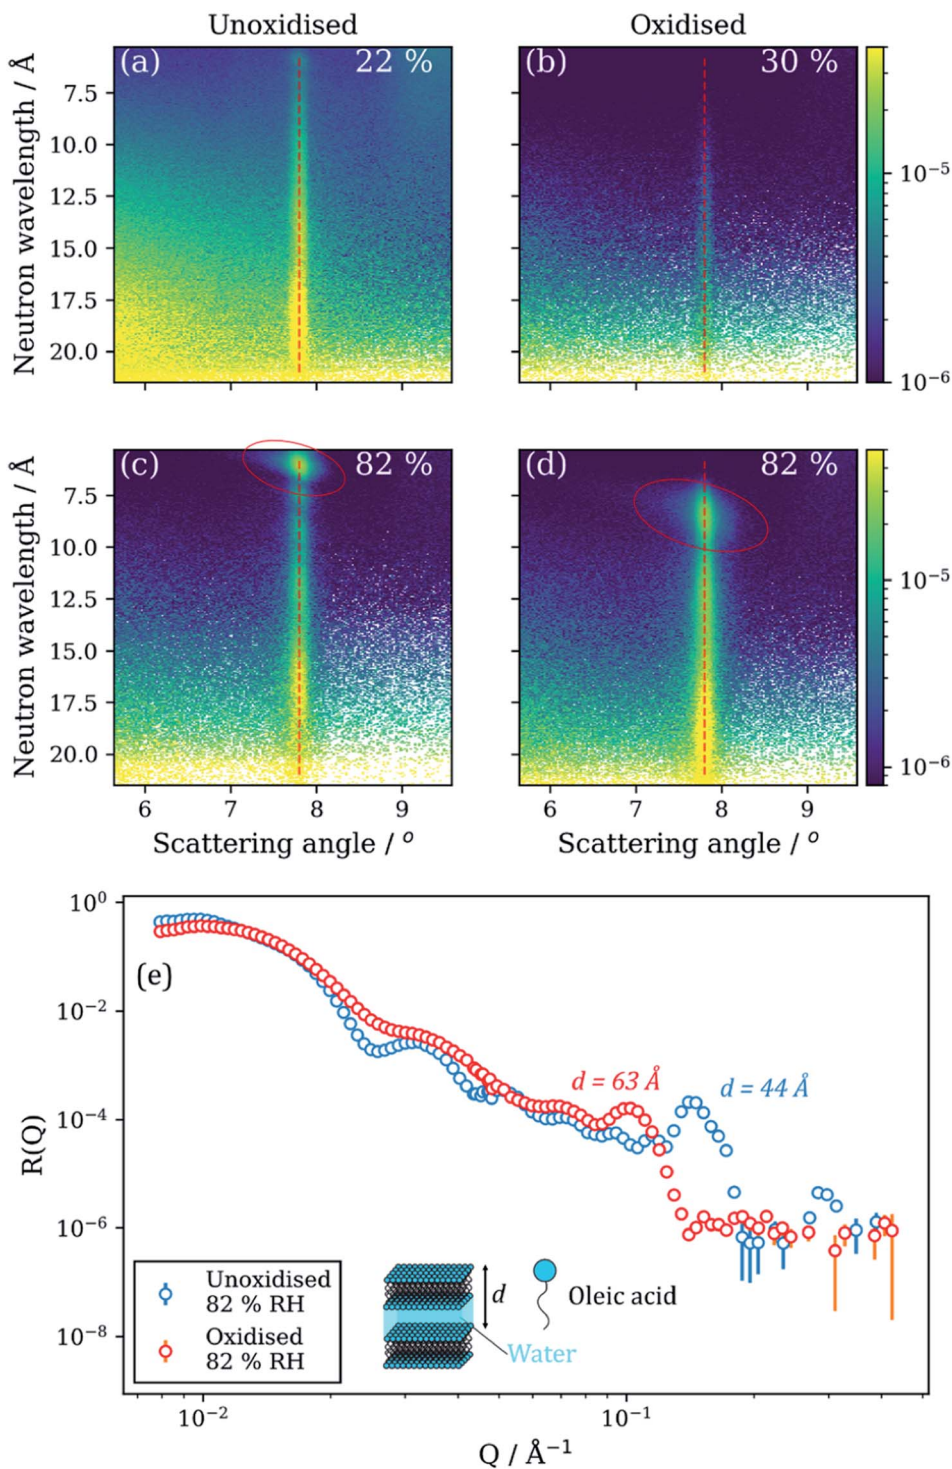 Unoxidised
Oxidised
(a)
22 %
(b)
30 %
Neutron wavelength / Å
7.5
10.0
12.5
15.0
17.5
20.0
10⁻⁵
10⁻⁶
(c)
82 %
(d)
82 %
Neutron wavelength / Å
7.5
10.0
12.5
15.0
17.5
20.0
10⁻⁵
10⁻⁶
6
7
8
9
6
7
8
9
Scattering angle / °
Scattering angle / °
(e)
R(Q)
10⁰
10⁻²
10⁻⁴
10⁻⁶
10⁻⁸
d = 63 Å
d = 44 Å
Unoxidised
82 % RH
Oxidised
82 % RH
d
Oleic acid
Water
10⁻²
10⁻¹
Q / Å⁻¹